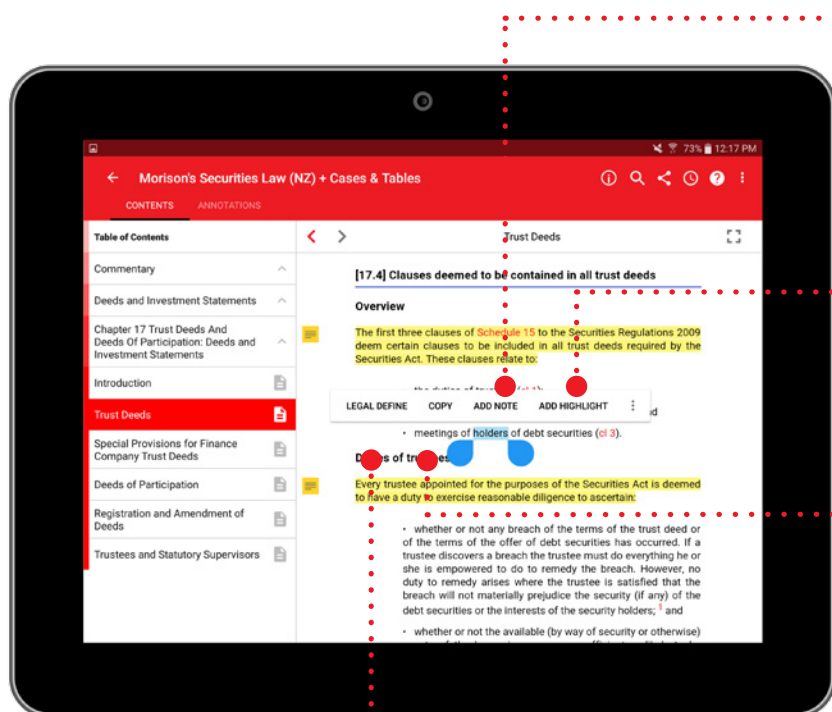 73% 12:17 PM
Morison's Securities Law (NZ) + Cases & Tables
CONTENTS ANNOTATIONS
Table of Contents
Commentary
Deeds and Investment Statements
Chapter 17 Trust Deeds And
Deeds Of Participation: Deeds and
Investment Statements
Introduction
Trust Deeds
Special Provisions for Finance
Company Trust Deeds
Deeds of Participation
Registration and Amendment of
Deeds
Trustees and Statutory Supervisors
Trust Deeds
[17.4] Clauses deemed to be contained in all trust deeds
Overview
The first three clauses of Schedule 15 to the Securities Regulations 2009
deem certain clauses to be included in all trust deeds required by the
Securities Act. These clauses relate to:
LEGAL DEFINE COPY ADD NOTE ADD HIGHLIGHT
• meetings of holders of debt securities (cl 3).
of
Every trustee appointed for the purposes of the Securities Act is deemed
to have a duty to exercise reasonable diligence to ascertain:
• whether or not any breach of the terms of the trust deed or
of the terms of the offer of debt securities has occurred. If a
trustee discovers a breach the trustee must do everything he or
she is empowered to do to remedy the breach. However, no
duty to remedy arises where the trustee is satisfied that the
breach will not materially prejudice the security (if any) of the
debt securities or the interests of the security holders; 1 and
• whether or not the available (by way of security or otherwise)